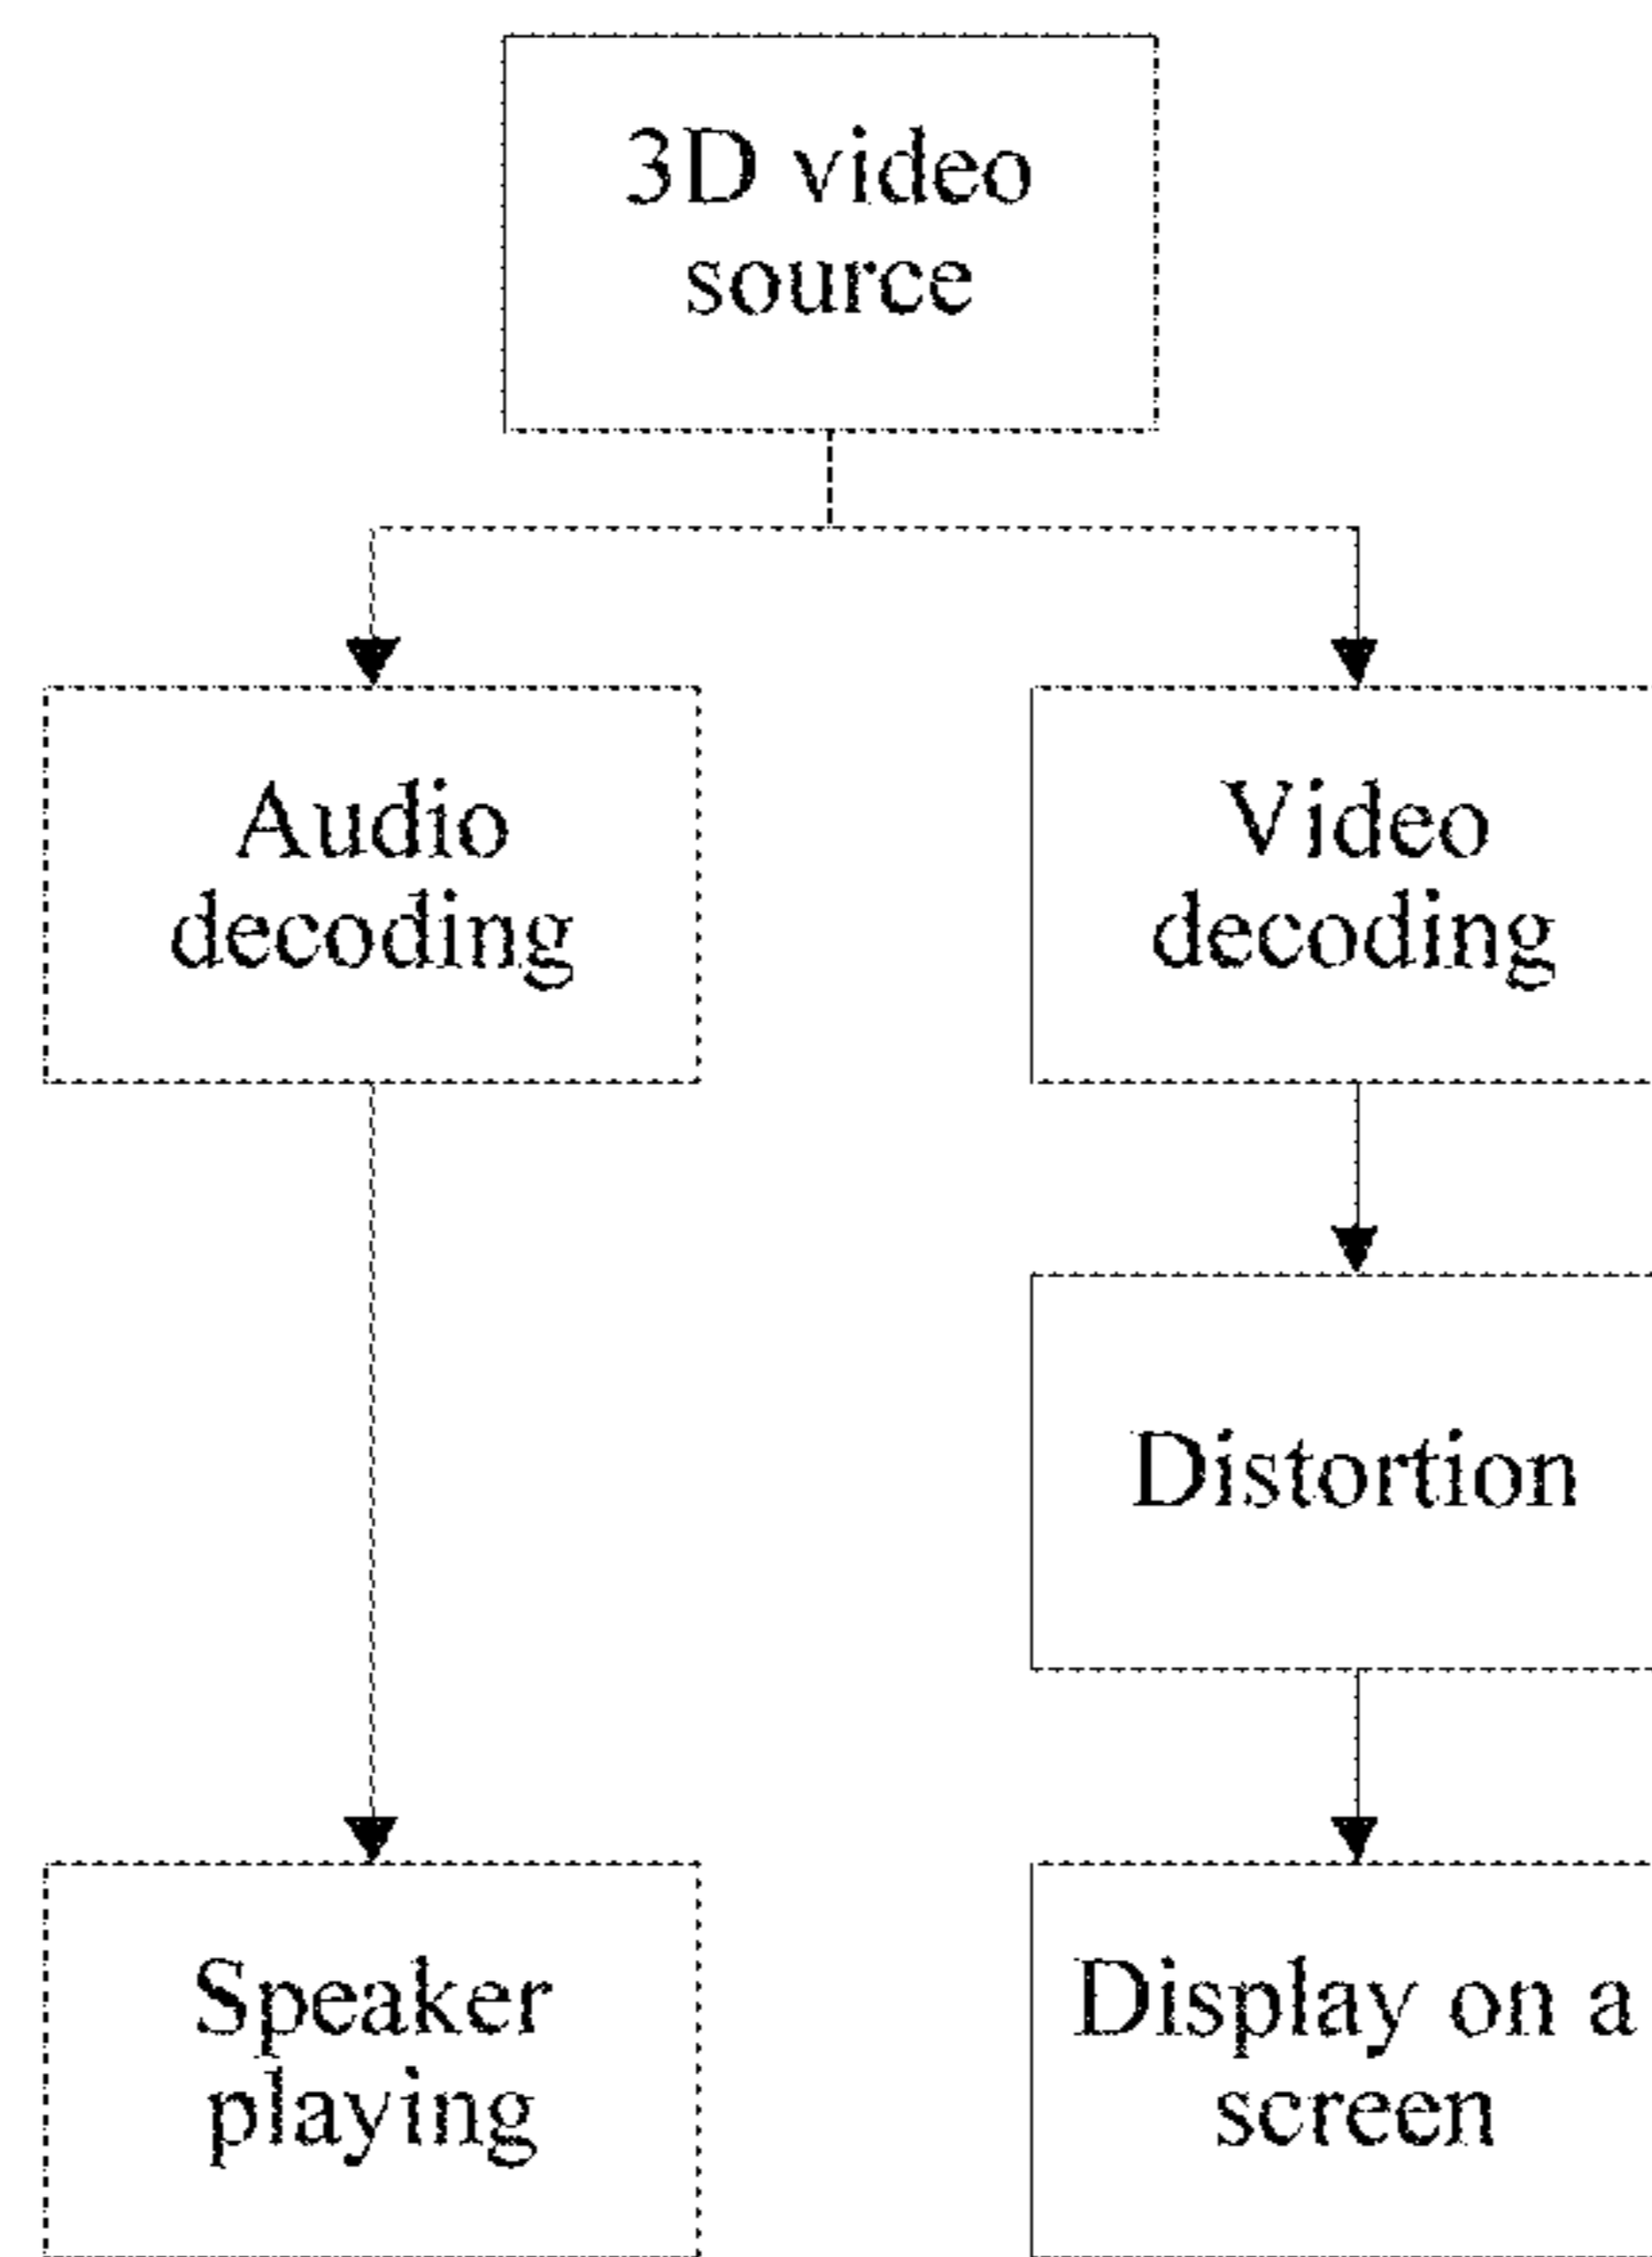 3D video
source
Audio
decoding
Video
decoding
Distortion
Speaker
playing
Display on a
screen